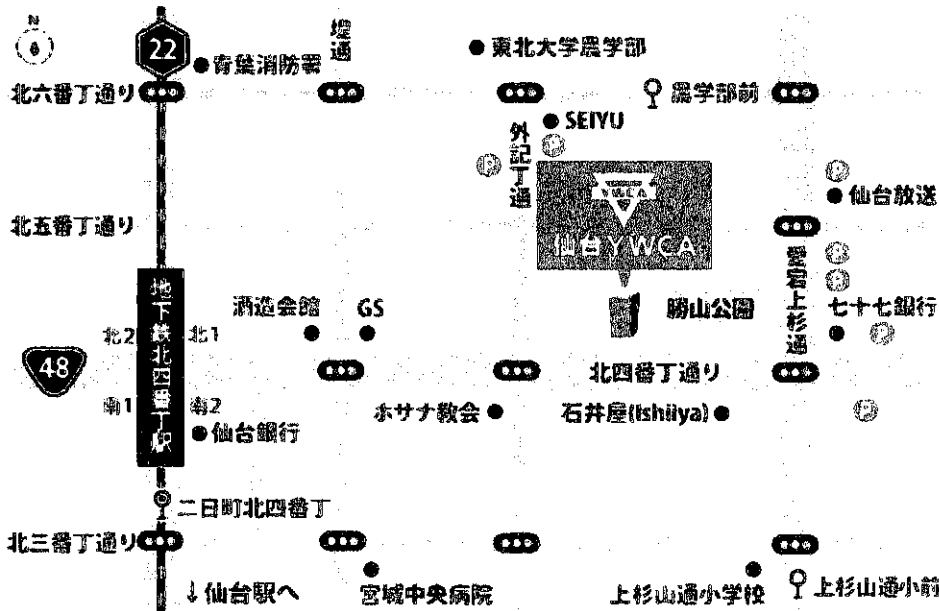 N
22
青葉消防署
堤通
東北大学農学部
北六番丁通り
農学部前
SEIYU
外記丁通
P
P
P
仙台放送
YWCA
仙台YWCA
北五番丁通り
P
P
愛宕上杉通
地下鉄北四番丁駅
酒造会館
GS
勝山公園
七十七銀行
P
北2
北1
48
北四番丁通り
南1
南2
ホサナ教会
石井屋(Ishiiya)
P
仙台銀行
二日町北四番丁
北三番丁通り
↓仙台駅へ
宮城中央病院
上杉山通小学校
上杉山通小前